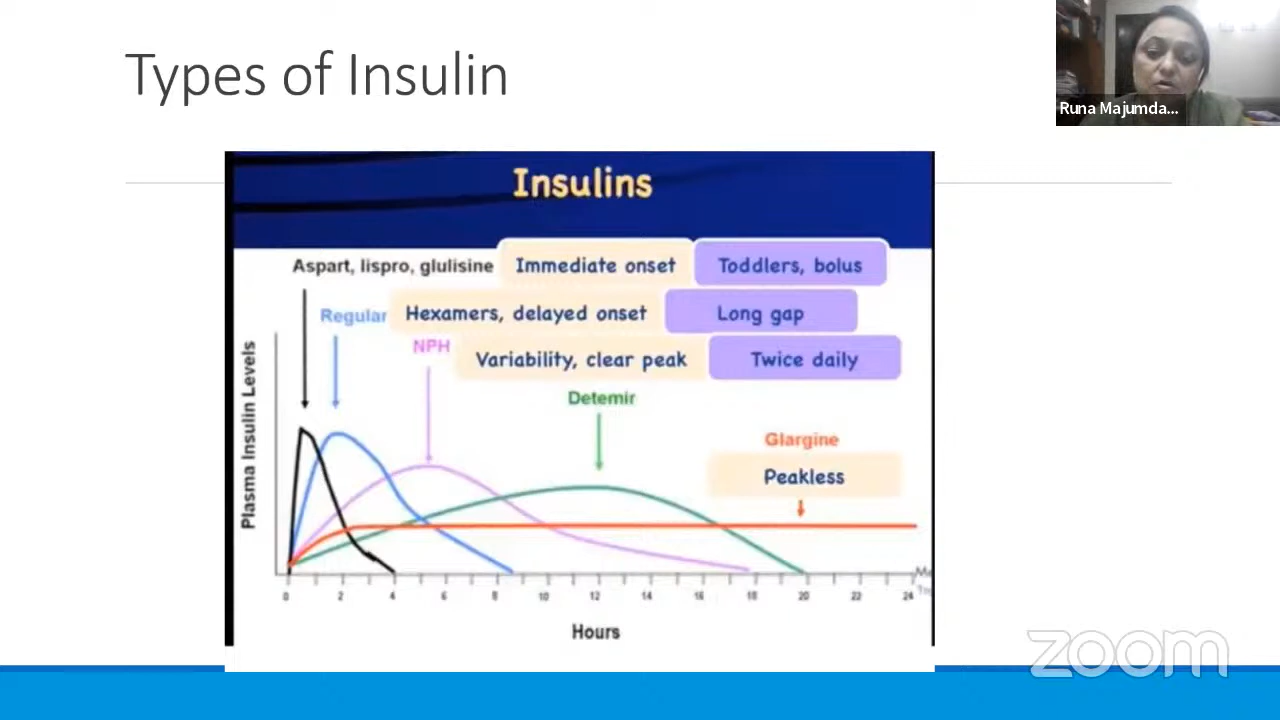 Types of Insulin
Runa Majumda...
Insulins
Aspart, lispro, glulisine Immediate onset Toddlers, bolus
Regular Hexamers, delayed onset Long gap
NPH Variability, clear peak Twice daily
Detemir
Glargine
Peakless
Plasma Insulin Levels
0 2 4 6 8 10 12 14 16 18 20 22 24
Hours
zoom